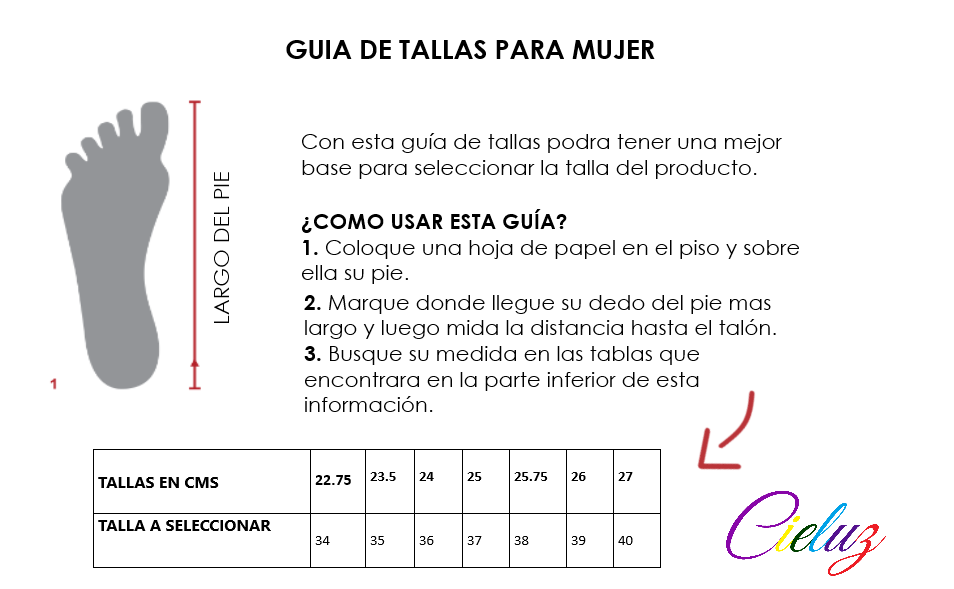 GUIA DE TALLAS PARA MUJER
LARGO DEL PIE
1
Con esta guía de tallas podra tener una mejor
base para seleccionar la talla del producto.
¿COMO USAR ESTA GUÍA?
1. Coloque una hoja de papel en el piso y sobre
ella su pie.
2. Marque donde llegue su dedo del pie mas
largo y luego mida la distancia hasta el talón.
3. Busque su medida en las tablas que
encontrara en la parte inferior de esta
información.
TALLAS EN CMS 22.75 23.5 24 25 25.75 26 27
TALLA A SELECCIONAR 34 35 36 37 38 39 40
Cieluz